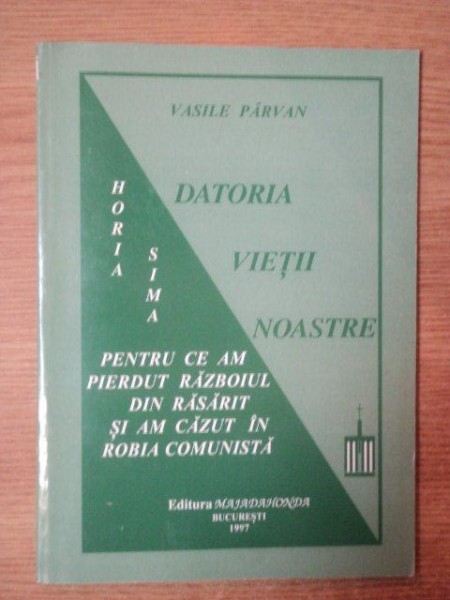 VASILE PÂRVAN
DATORIA
VIEȚII
NOASTRE
HORIA
SIMA
PENTRU CE AM
PIERDUT RĂZBOIUL
DIN RĂSĂRIT
ȘI AM CĂZUT ÎN
ROBIA COMUNISTĂ
Editura MAJADAHONDA
BUCUREȘTI
1997